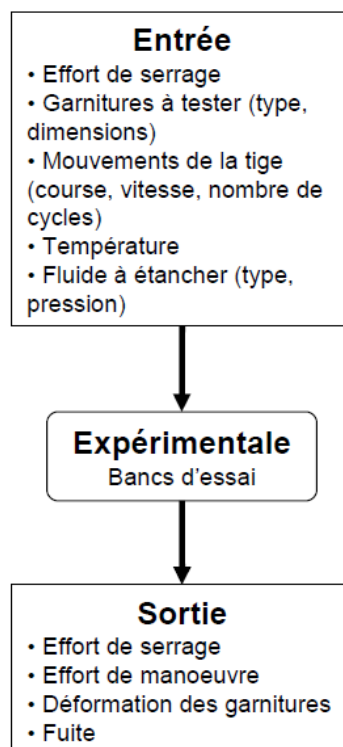 Entrée
• Effort de serrage
• Garnitures à tester (type,
dimensions)
• Mouvements de la tige
(course, vitesse, nombre de
cycles)
• Température
• Fluide à étancher (type,
pression)
Expérimentale
Bancs d'essai
Sortie
• Effort de serrage
• Effort de manoeuvre
• Déformation des garnitures
• Fuite